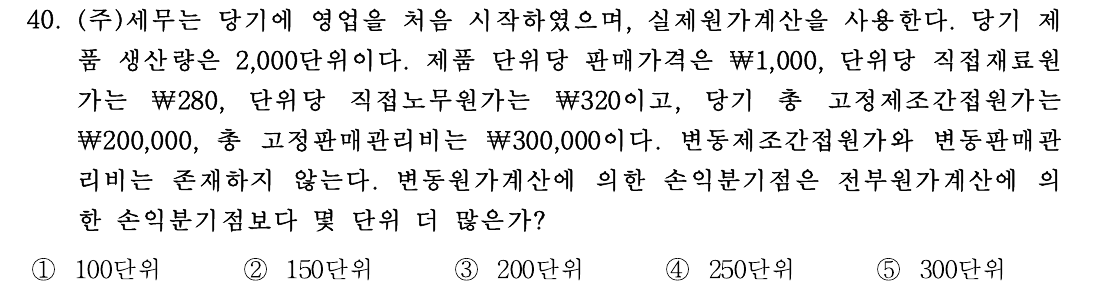 40. (주)세무는 당기에 영업을 처음 시작하였으며, 실제원가계산을 사용한다. 당기 제
품 생산량은 2,000단위이다. 제품 단위당 판매가격은 ₩1,000, 단위당 직접재료원
가는 ₩280, 단위당 직접노무원가는 ₩320이고, 당기 총 고정제조간접원가는
₩200,000, 총 고정판매관리비는 ₩300,000이다. 변동제조간접원가와 변동판매관
리비는 존재하지 않는다. 변동원가계산에 의한 손익분기점은 전부원가계산에 의
한 손익분기점보다 몇 단위 더 많은가?
① 100단위 ② 150단위 ③ 200단위 ④ 250단위 ⑤ 300단위